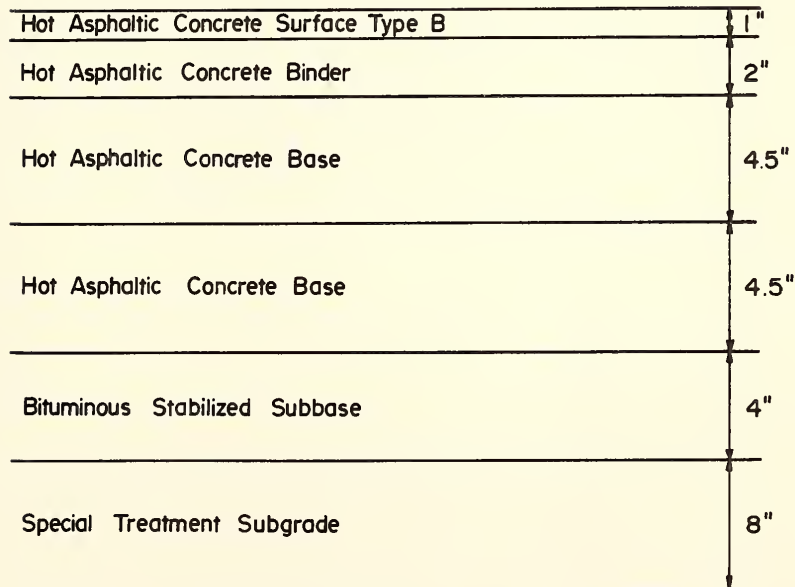 Hot Asphaltic Concrete Surface Type B 1"
Hot Asphaltic Concrete Binder 2"
Hot Asphaltic Concrete Base 4.5"
Hot Asphaltic Concrete Base 4.5"
Bituminous Stabilized Subbase 4"
Special Treatment Subgrade 8"